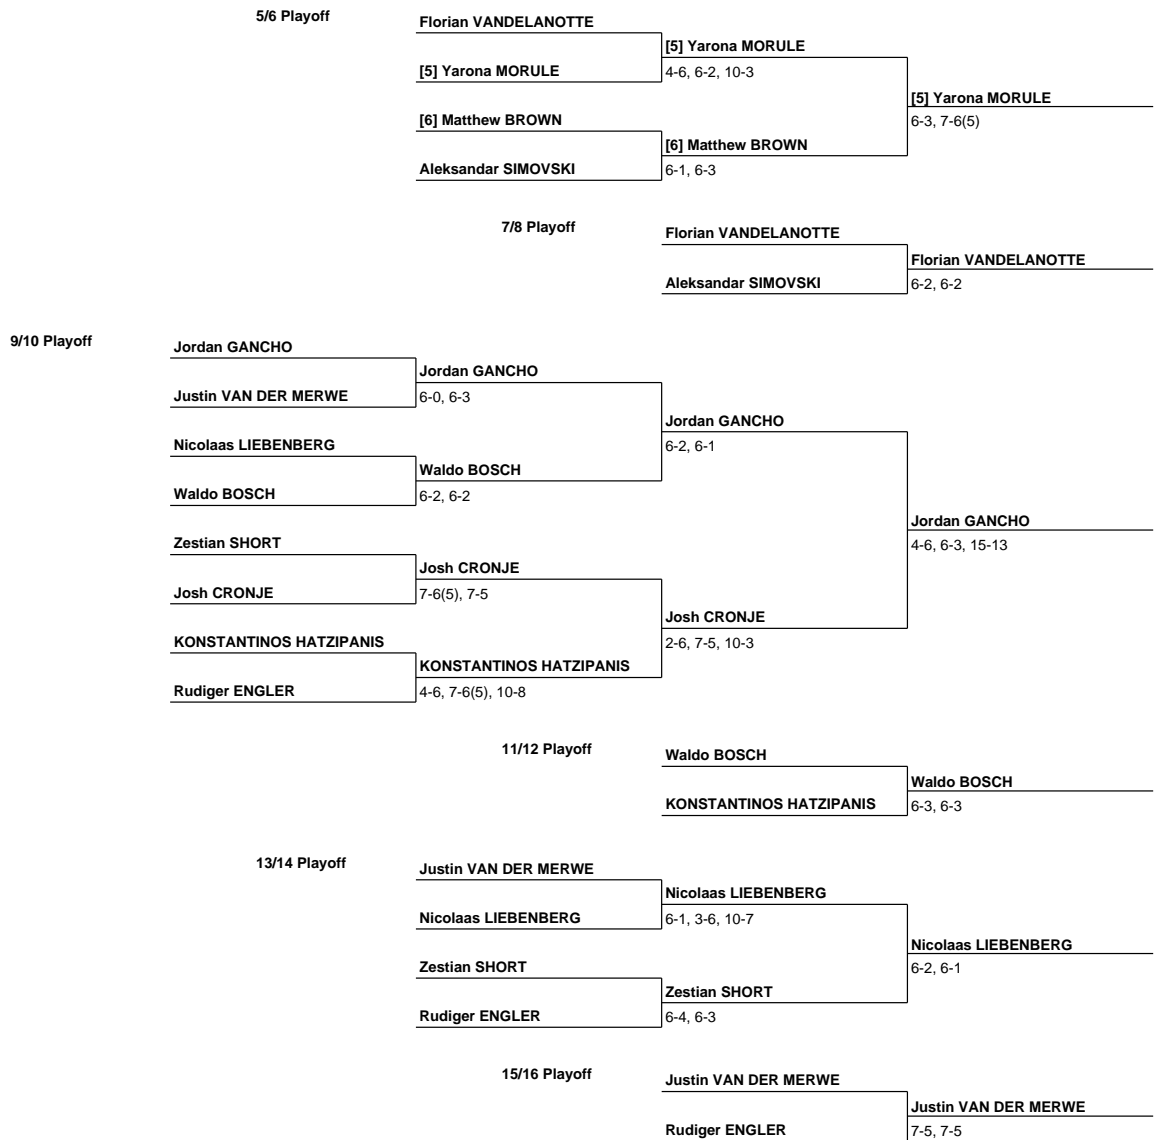 5/6 Playoff
Florian VANDELANOTTE
[5] Yarona MORULE
[5] Yarona MORULE
4-6, 6-2, 10-3
[5] Yarona MORULE
6-3, 7-6(5)
[6] Matthew BROWN
[6] Matthew BROWN
Aleksandar SIMOVSKI
6-1, 6-3
7/8 Playoff
Florian VANDELANOTTE
Florian VANDELANOTTE
Aleksandar SIMOVSKI
6-2, 6-2
9/10 Playoff
Jordan GANCHO
Jordan GANCHO
Justin VAN DER MERWE
6-0, 6-3
Jordan GANCHO
6-2, 6-1
Nicolaas LIEBENBERG
Waldo BOSCH
Waldo BOSCH
6-2, 6-2
Jordan GANCHO
4-6, 6-3, 15-13
Zestian SHORT
Josh CRONJE
Josh CRONJE
7-6(5), 7-5
Josh CRONJE
2-6, 7-5, 10-3
KONSTANTINOS HATZIPANIS
KONSTANTINOS HATZIPANIS
Rudiger ENGLER
4-6, 7-6(5), 10-8
11/12 Playoff
Waldo BOSCH
Waldo BOSCH
KONSTANTINOS HATZIPANIS
6-3, 6-3
13/14 Playoff
Justin VAN DER MERWE
Nicolaas LIEBENBERG
Nicolaas LIEBENBERG
6-1, 3-6, 10-7
Nicolaas LIEBENBERG
6-2, 6-1
Zestian SHORT
Zestian SHORT
Rudiger ENGLER
6-4, 6-3
15/16 Playoff
Justin VAN DER MERWE
Justin VAN DER MERWE
Rudiger ENGLER
7-5, 7-5